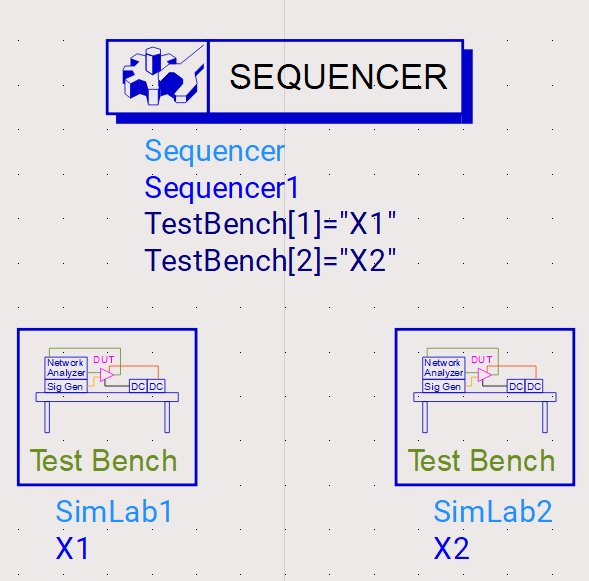 SEQUENCER
Sequencer
Sequencer1
TestBench[1]="X1"
TestBench[2]="X2"
Network
Analyzer
DUT
Sig Gen
DC DC
Test Bench
SimLab1
X1
Network
Analyzer
DUT
Sig Gen
DC DC
Test Bench
SimLab2
X2